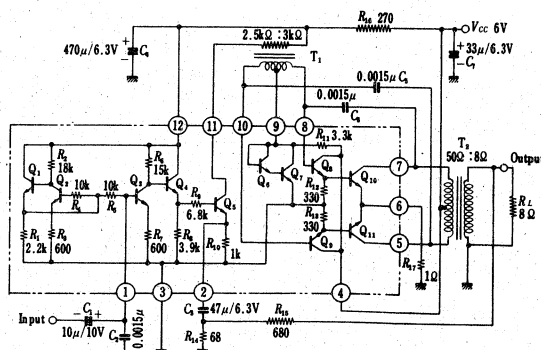 2.5kΩ : 3kΩ
R₁₆ 270
V_CC 6V
470μ/6.3V
C₄
T₁
33μ/6.3V
C₇
0.0015μ C₅
0.0015μ
C₆
12
11
10
9
8
R₁₁ 3.3k
T₂
50Ω : 8Ω
Output
Q₁
R₂
18k
Q₂
10k
R₄
10k
R₅
Q₃
R₆
15k
Q₄
R₉
6.8k
Q₅
Q₆
Q₇
Q₈
R₁₂
330
R₁₃
330
Q₉
Q₁₀
Q₁₁
7
6
5
R_L
8Ω
R₁
2.2k
R₃
600
R₇
600
R₈
3.9k
R₁₀
1k
R₁₇
1Ω
1
3
2
4
Input
C₁
10μ/10V
C₂
0.0015μ
C₃
47μ/6.3V
R₁₄
68
R₁₅
680